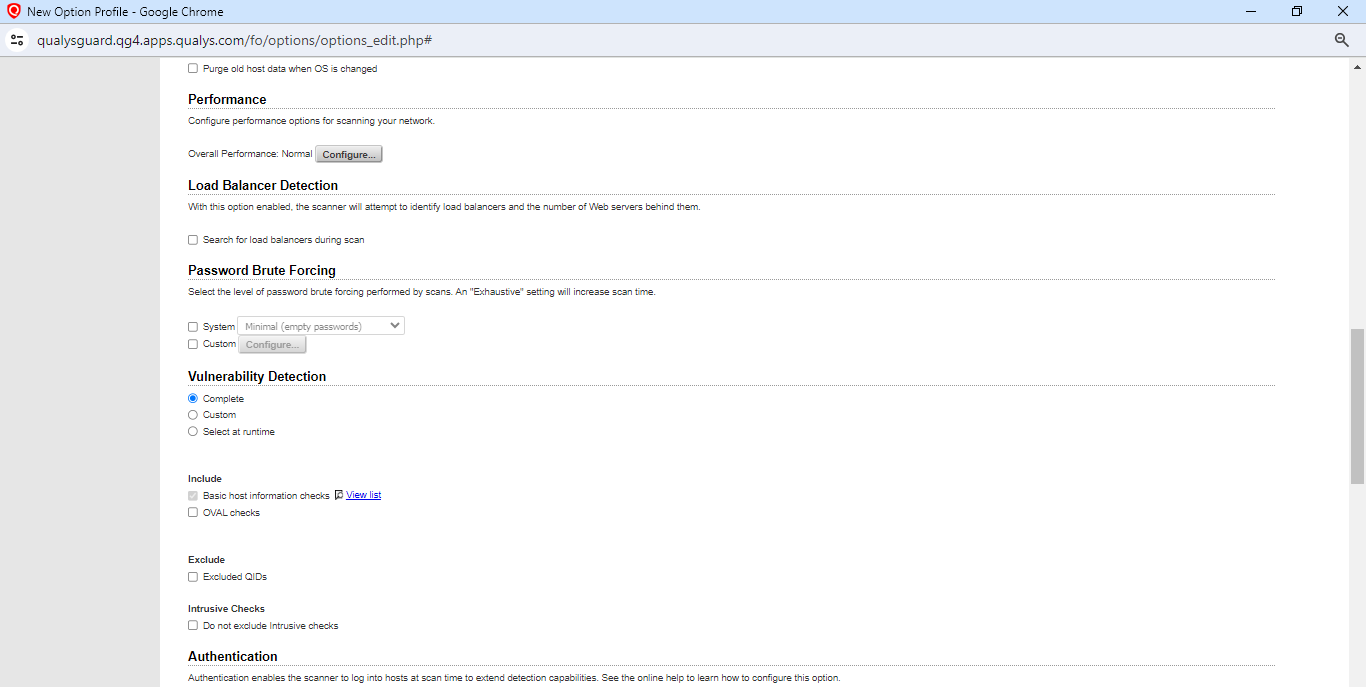 New Option Profile - Google Chrome
qualysguard.qg4.apps.qualys.com/fo/options/options_edit.php#
Purge old host data when OS is changed
Performance
Configure performance options for scanning your network.
Overall Performance: Normal Configure...
Load Balancer Detection
With this option enabled, the scanner will attempt to identify load balancers and the number of Web servers behind them.
Search for load balancers during scan
Password Brute Forcing
Select the level of password brute forcing performed by scans. An "Exhaustive" setting will increase scan time.
System Minimal (empty passwords)
Custom Configure...
Vulnerability Detection
Complete
Custom
Select at runtime
Include
Basic host information checks View list
OVAL checks
Exclude
Excluded QIDs
Intrusive Checks
Do not exclude Intrusive checks
Authentication
Authentication enables the scanner to log into hosts at scan time to extend detection capabilities. See the online help to learn how to configure this option.